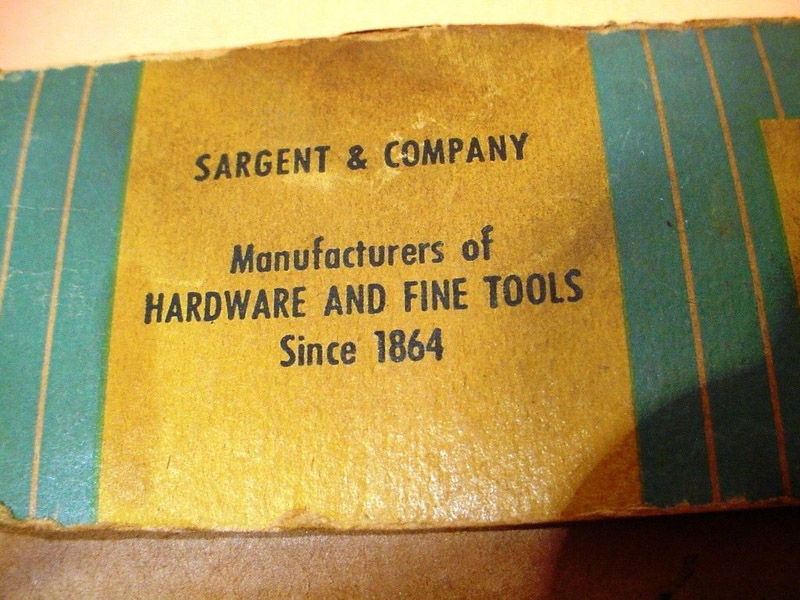 SARGENT & COMPANY
Manufacturers of
HARDWARE AND FINE TOOLS
Since 1864